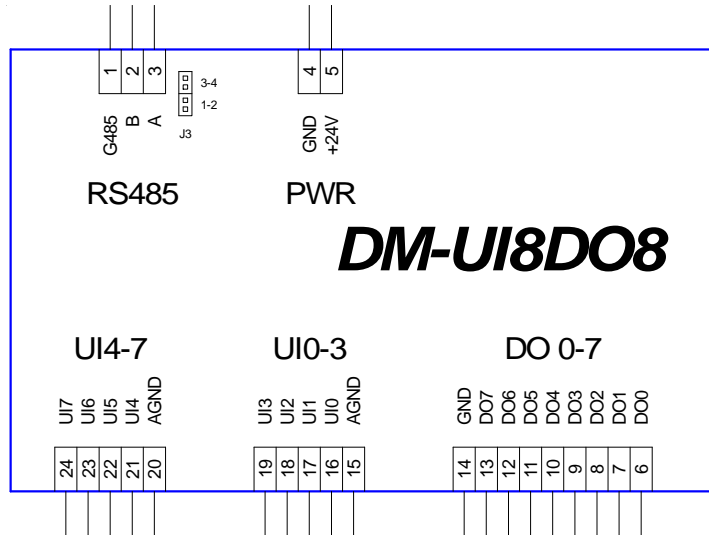 1 2 3
3-4
1-2
J3
G485 B A
RS485
4 5
GND +24V
PWR
DM-UI8DO8
UI4-7
UI7 UI6 UI5 UI4 AGND
24 23 22 21 20
UI0-3
UI3 UI2 UI1 UI0 AGND
19 18 17 16 15
DO 0-7
GND DO7 DO6 DO5 DO4 DO3 DO2 DO1 DO0
14 13 12 11 10 9 8 7 6